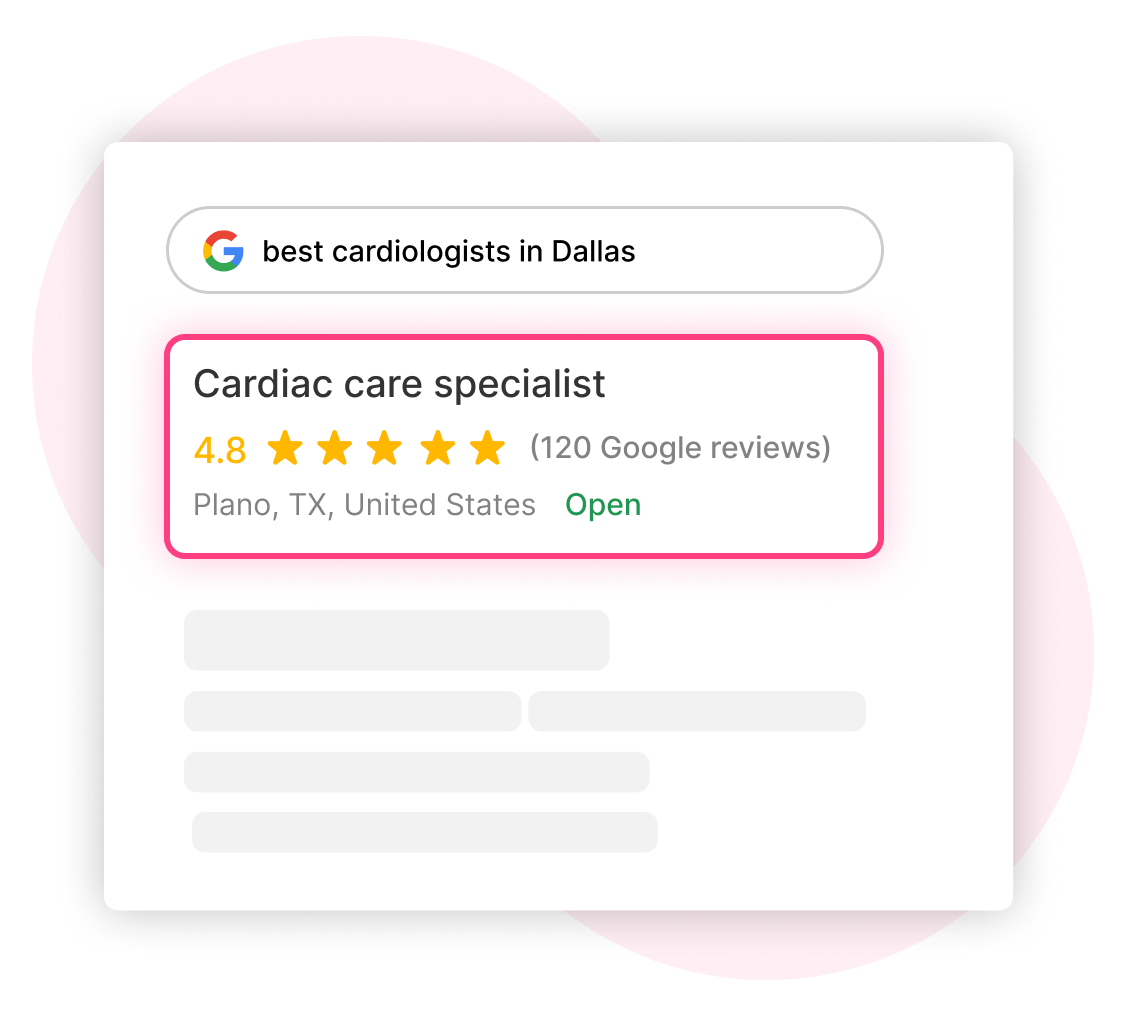 best cardiologists in Dallas
Cardiac care specialist
4.8 (120 Google reviews)
Plano, TX, United States Open